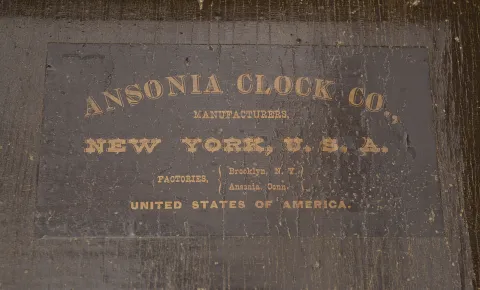 ANSONIA CLOCK CO.,
MANUFACTURERS,
NEW YORK, U. S. A.
FACTORIES, { Brooklyn, N. Y.
Ansonia, Conn.
UNITED STATES OF AMERICA.